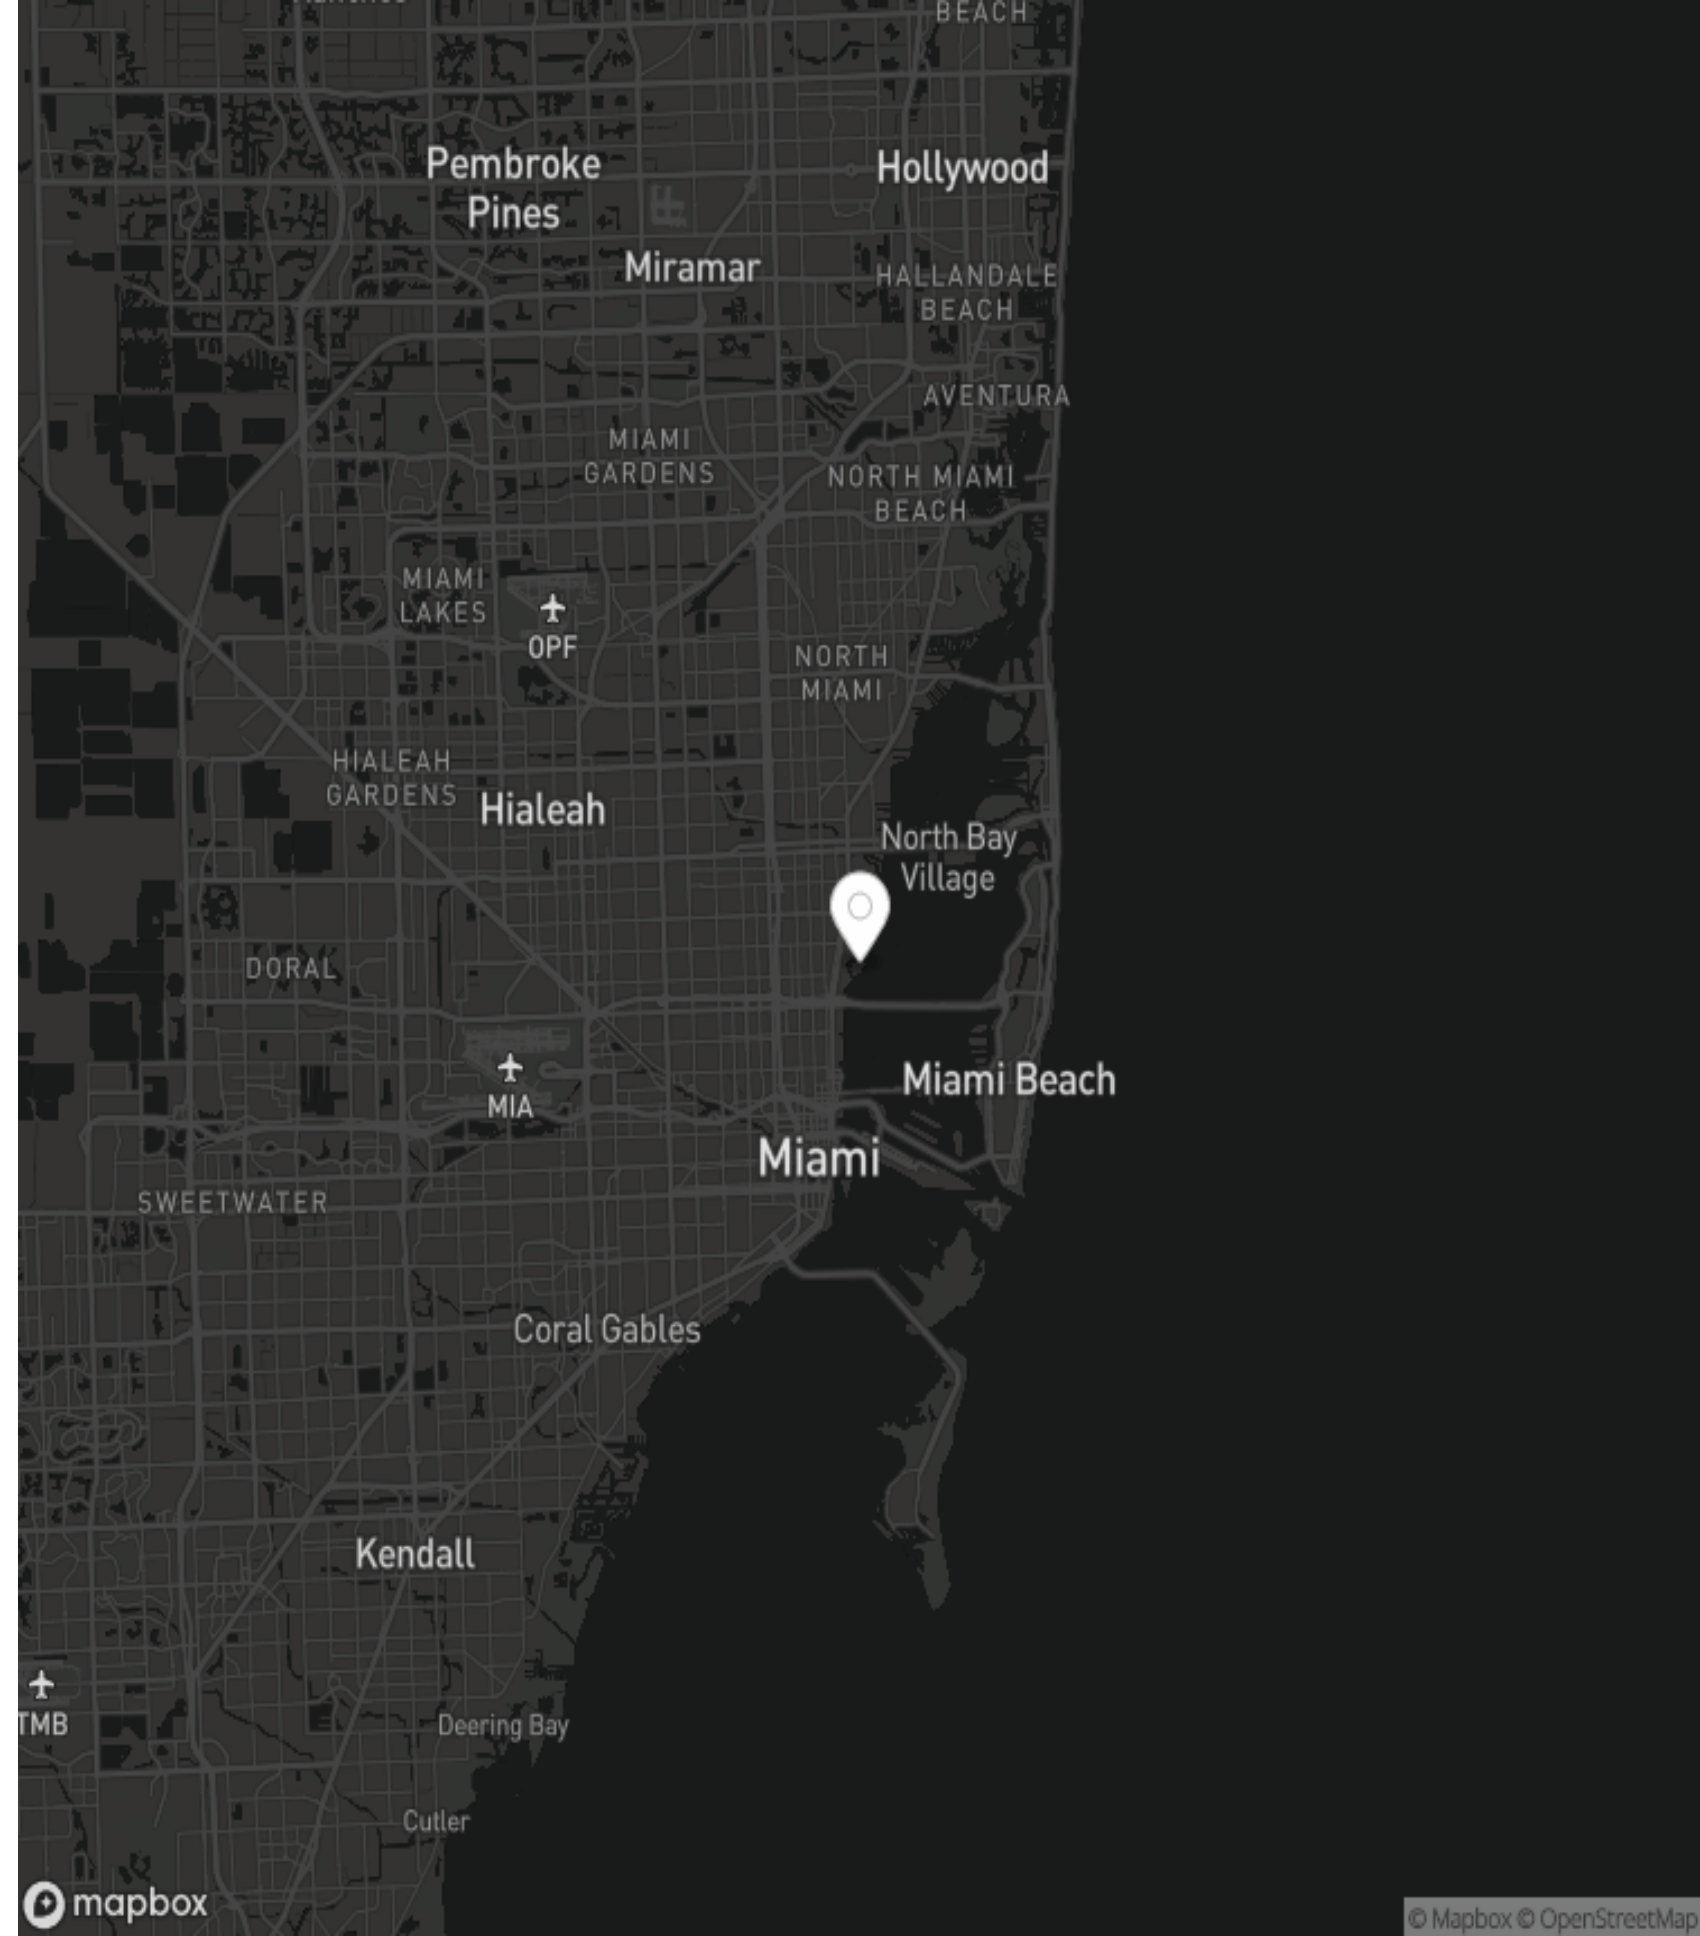 BEACH
Pembroke
Pines
Hollywood
Miramar
HALLANDALE
BEACH
AVENTURA
MIAMI
GARDENS
NORTH MIAMI
BEACH
MIAMI
LAKES
OPF
NORTH
MIAMI
HIALEAH
GARDENS
Hialeah
North Bay
Village
DORAL
MIA
Miami Beach
Miami
SWEETWATER
Coral Gables
Kendall
TMB
Deering Bay
Cutler
mapbox
© Mapbox © OpenStreetMap